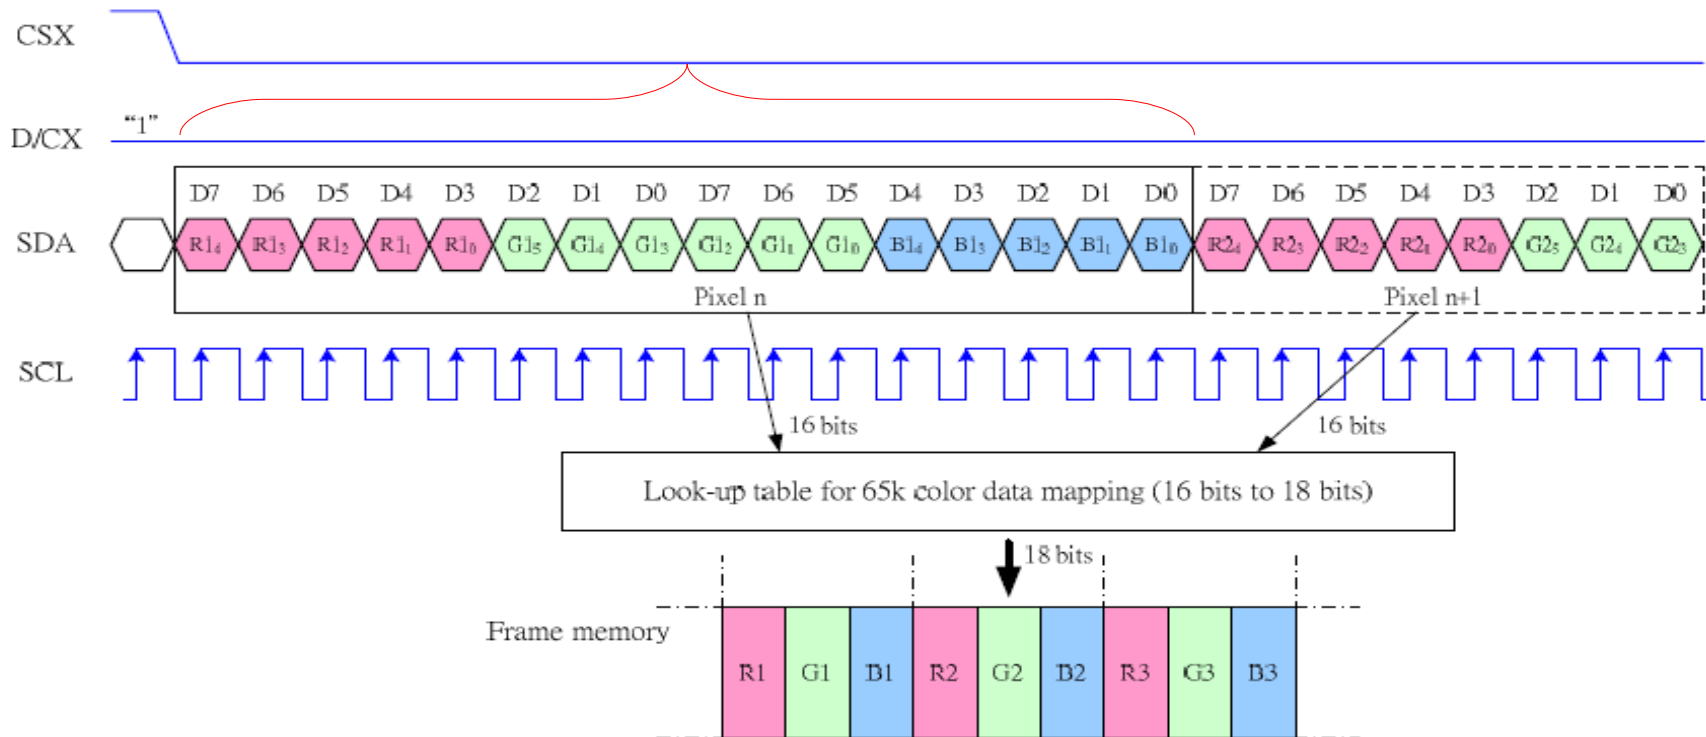 CSX
"1"
D/CX
D7 D6 D5 D4 D3 D2 D1 D0 D7 D6 D5 D4 D3 D2 D1 D0 D7 D6 D5 D4 D3 D2 D1 D0
SDA R14 R13 R12 R11 R10 G15 G14 G13 G12 G11 G10 B14 B13 B12 B11 B10 R24 R23 R22 R21 R20 G25 G24 G23
Pixel n Pixel n+1
SCL
16 bits 16 bits
Look-up table for 65k color data mapping (16 bits to 18 bits)
18 bits
Frame memory
R1 G1 B1 R2 G2 B2 R3 G3 B3